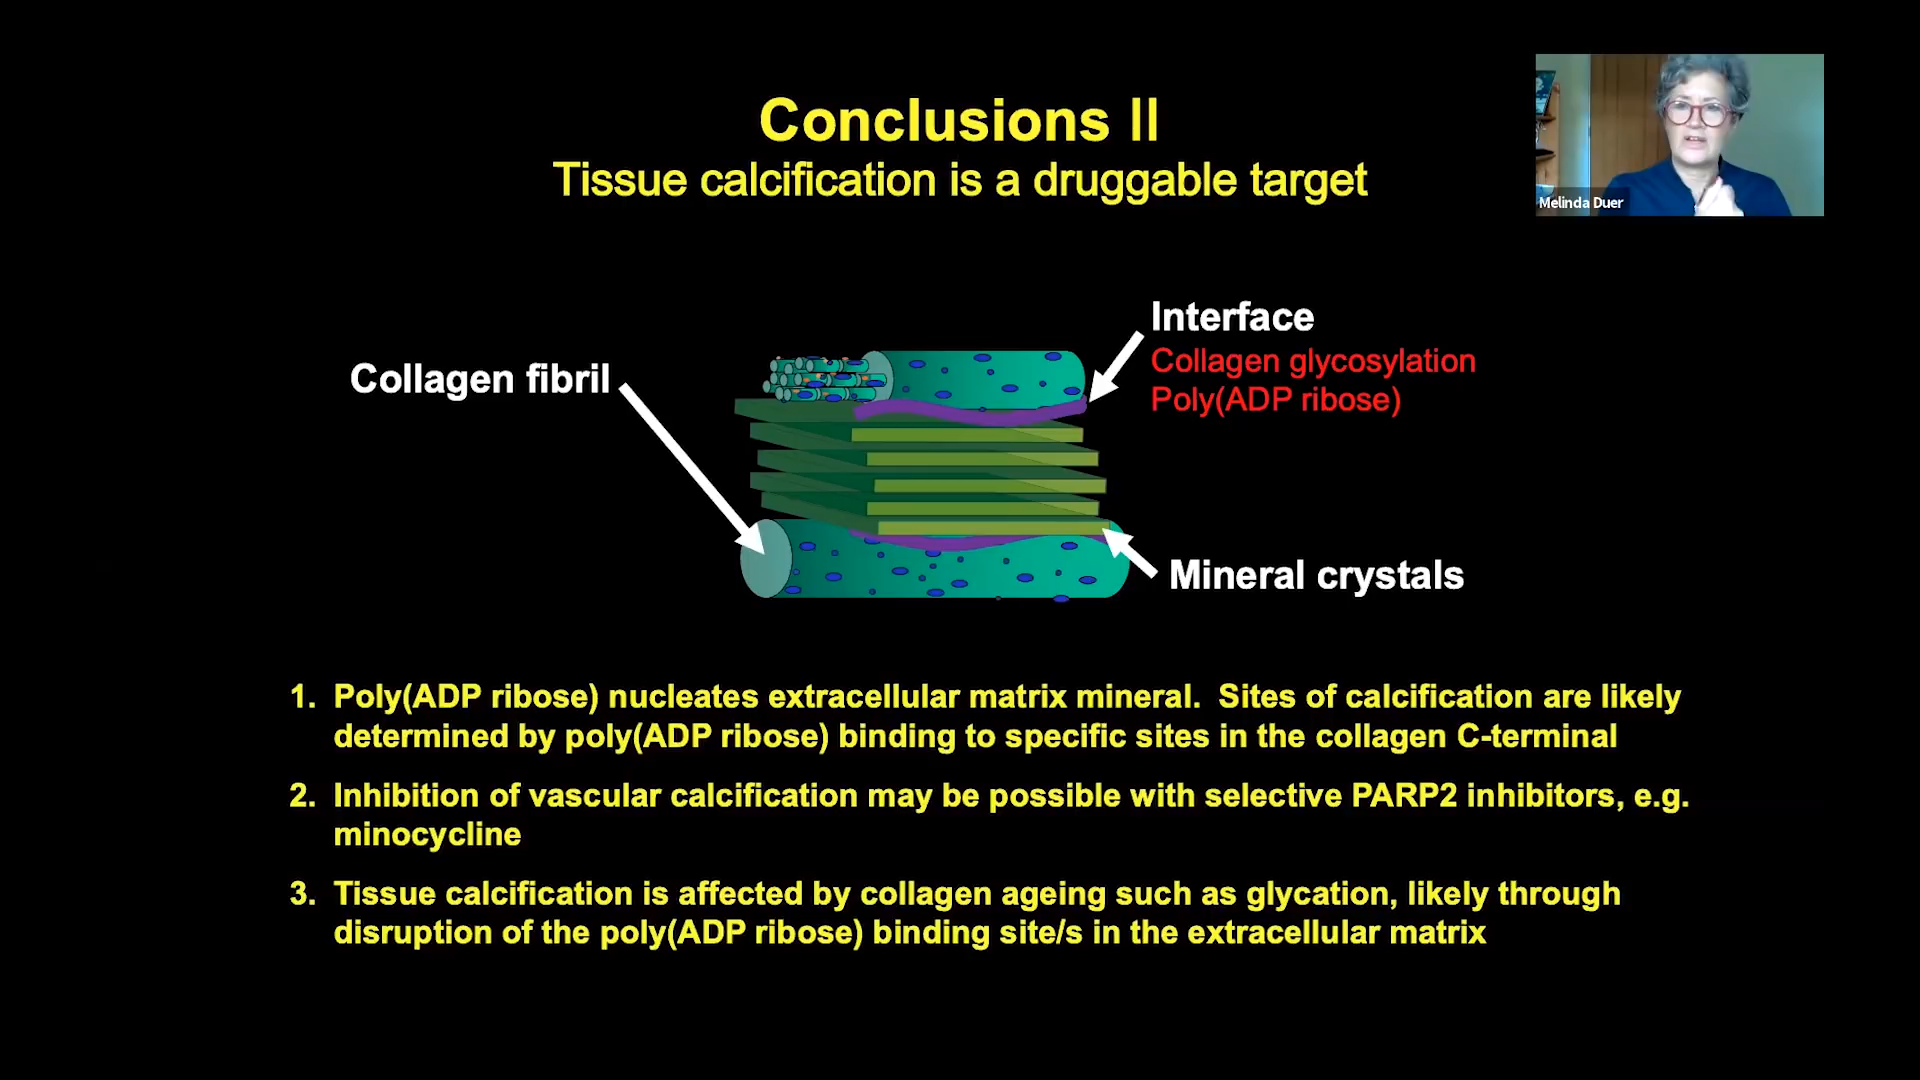 Conclusions II
Tissue calcification is a druggable target
Melinda Duer
Interface
Collagen glycosylation
Poly(ADP ribose)
Collagen fibril
Mineral crystals
1. Poly(ADP ribose) nucleates extracellular matrix mineral. Sites of calcification are likely
determined by poly(ADP ribose) binding to specific sites in the collagen C-terminal
2. Inhibition of vascular calcification may be possible with selective PARP2 inhibitors, e.g.
minocycline
3. Tissue calcification is affected by collagen ageing such as glycation, likely through
disruption of the poly(ADP ribose) binding site/s in the extracellular matrix